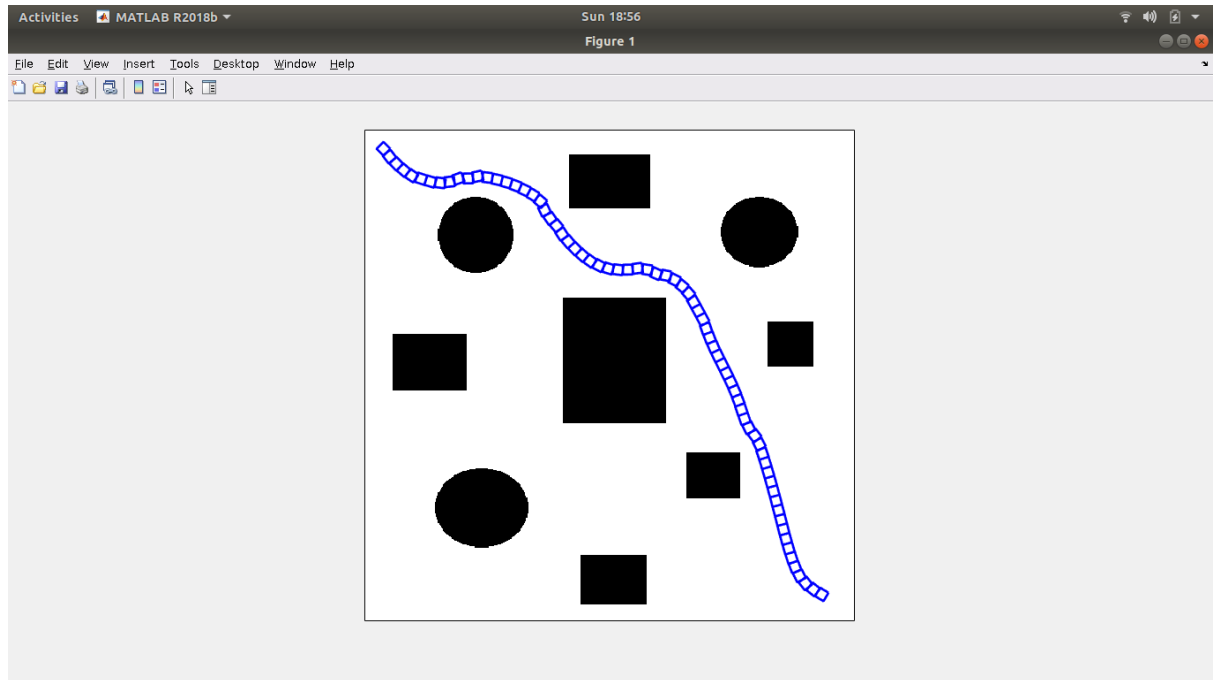 Activities MATLAB R2018b Sun 18:56
Figure 1
File Edit View Insert Tools Desktop Window Help